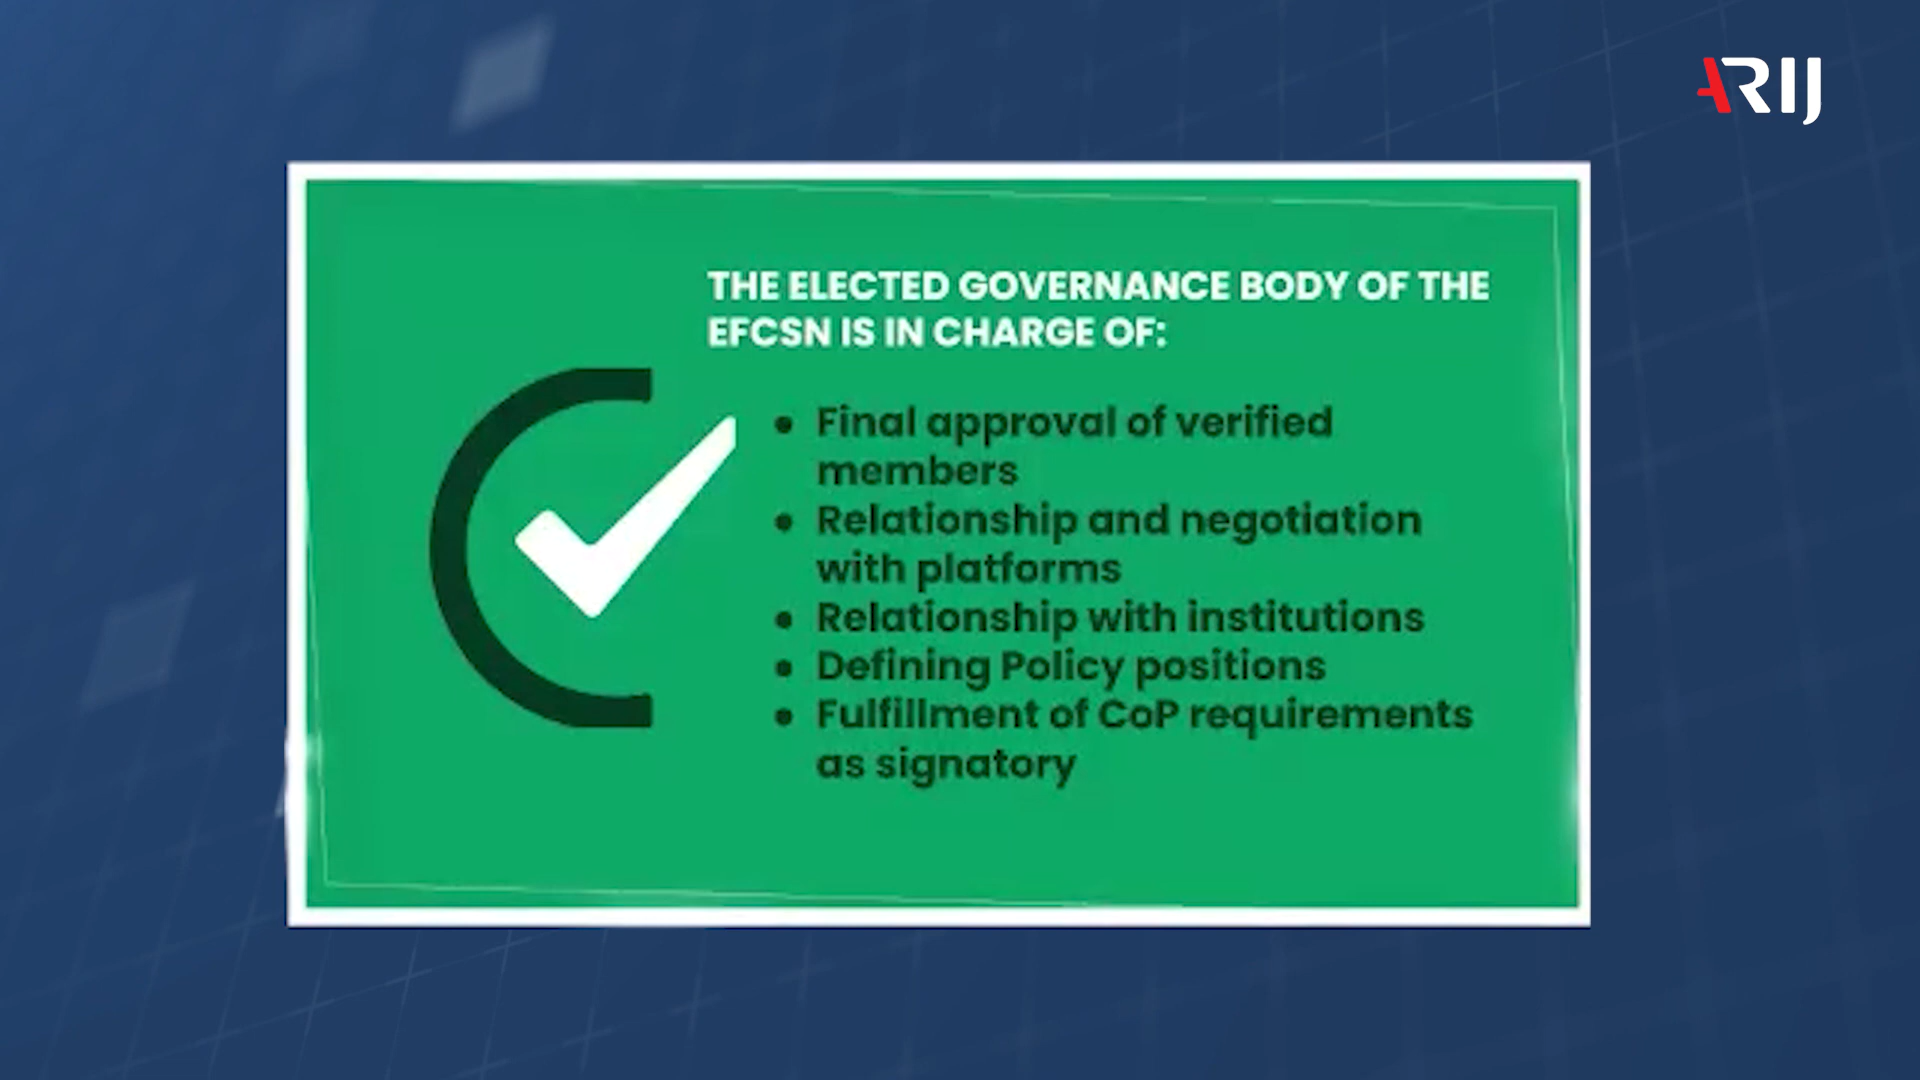 ARIJ
THE ELECTED GOVERNANCE BODY OF THE
EFCSN IS IN CHARGE OF:
• Final approval of verified
members
• Relationship and negotiation
with platforms
• Relationship with institutions
• Defining Policy positions
• Fulfillment of CoP requirements
as signatory